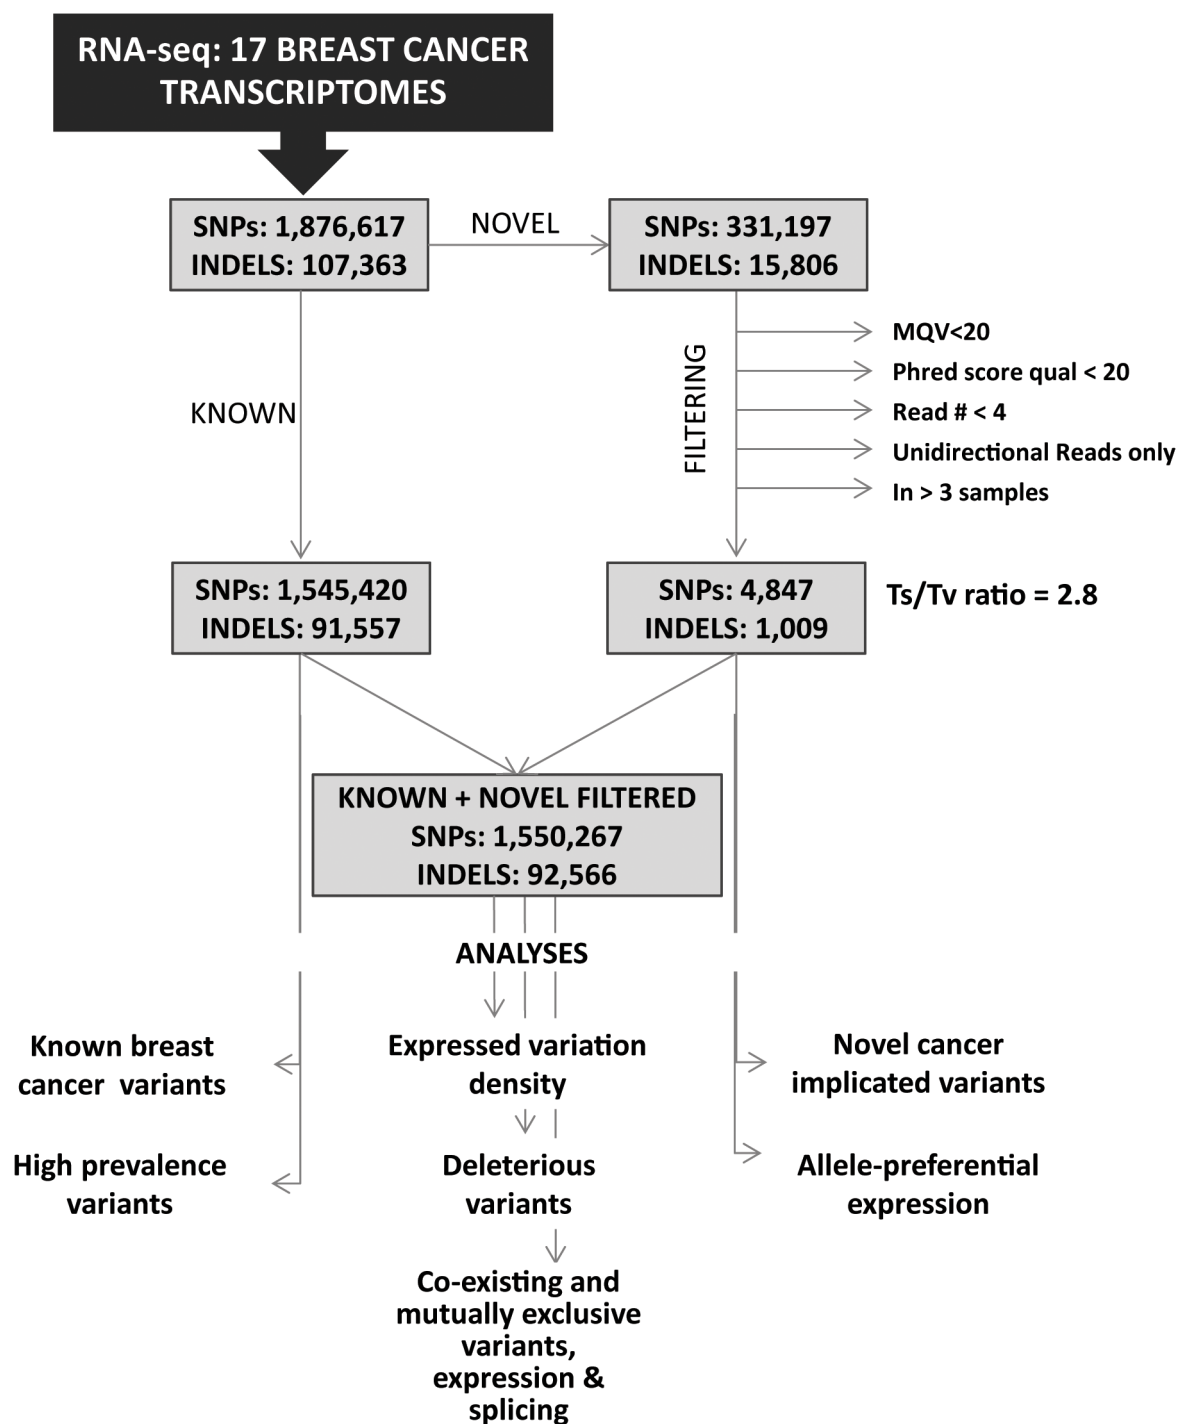 RNA-seq: 17 BREAST CANCER
TRANSCRIPTOMES
SNPs: 1,876,617
INDELS: 107,363
NOVEL
SNPs: 331,197
INDELS: 15,806
KNOWN
FILTERING
MQV<20
Phred score qual < 20
Read # < 4
Unidirectional Reads only
In > 3 samples
SNPs: 1,545,420
INDELS: 91,557
SNPs: 4,847
INDELS: 1,009
Ts/Tv ratio = 2.8
KNOWN + NOVEL FILTERED
SNPs: 1,550,267
INDELS: 92,566
ANALYSES
Known breast
cancer variants
High prevalence
variants
Expressed variation
density
Deleterious
variants
Co-existing and
mutually exclusive
variants,
expression &
splicing
Novel cancer
implicated variants
Allele-preferential
expression